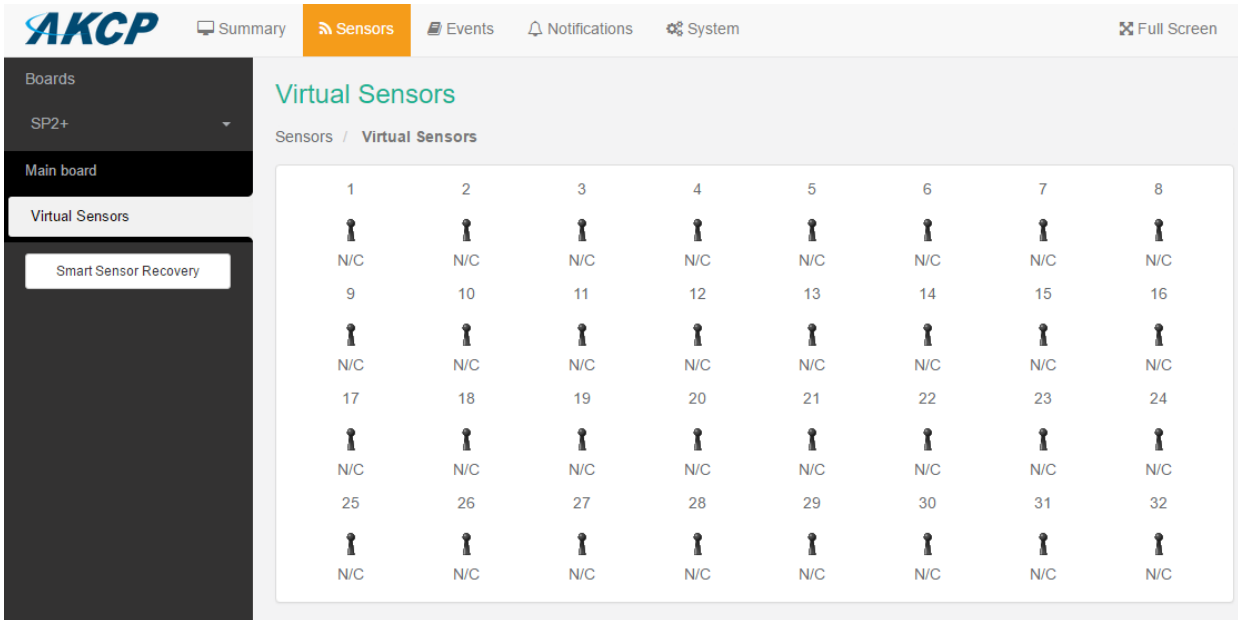 AKCP Summary Sensors Events Notifications System Full Screen
Boards
SP2+
Main board
Virtual Sensors
Smart Sensor Recovery
Virtual Sensors
Sensors / Virtual Sensors
1 2 3 4 5 6 7 8
N/C N/C N/C N/C N/C N/C N/C N/C
9 10 11 12 13 14 15 16
N/C N/C N/C N/C N/C N/C N/C N/C
17 18 19 20 21 22 23 24
N/C N/C N/C N/C N/C N/C N/C N/C
25 26 27 28 29 30 31 32
N/C N/C N/C N/C N/C N/C N/C N/C